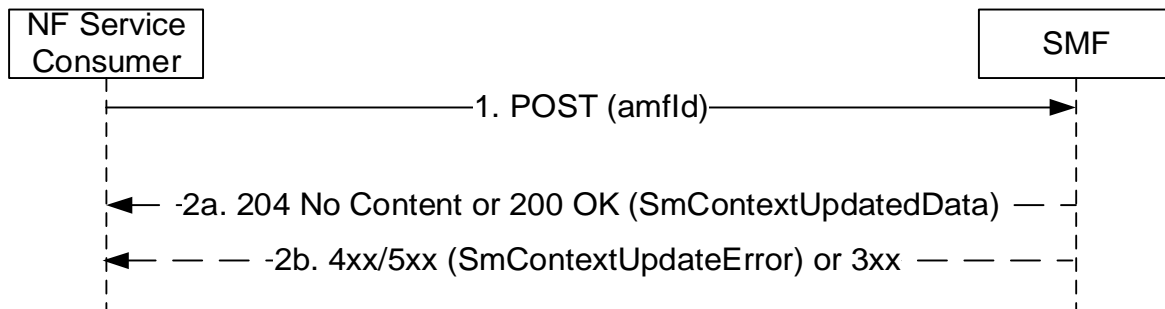 NF Service
Consumer
SMF
1. POST (amfId)
2a. 204 No Content or 200 OK (SmContextUpdatedData)
2b. 4xx/5xx (SmContextUpdateError) or 3xx